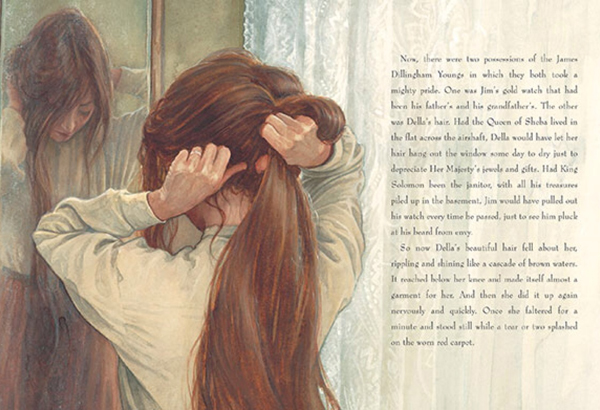 Now, there were two possessions of the James
Dillingham Youngs in which they both took a
mighty pride. One was Jim's gold watch that had
been his father's and his grandfather's. The other
was Della's hair. Had the Queen of Sheba lived in
the flat across the airshaft, Della would have let her
hair hang out the window some day to dry just to
depreciate Her Majesty's jewels and gifts. Had King
Solomon been the janitor, with all his treasures
piled up in the basement, Jim would have pulled out
his watch every time he passed, just to see him pluck
at his beard from envy.
So now Della's beautiful hair fell about her,
rippling and shining like a cascade of brown waters.
It reached below her knee and made itself almost a
garment for her. And then she did it up again
nervously and quickly. Once she faltered for a
minute and stood still while a tear or two splashed
on the worn red carpet.